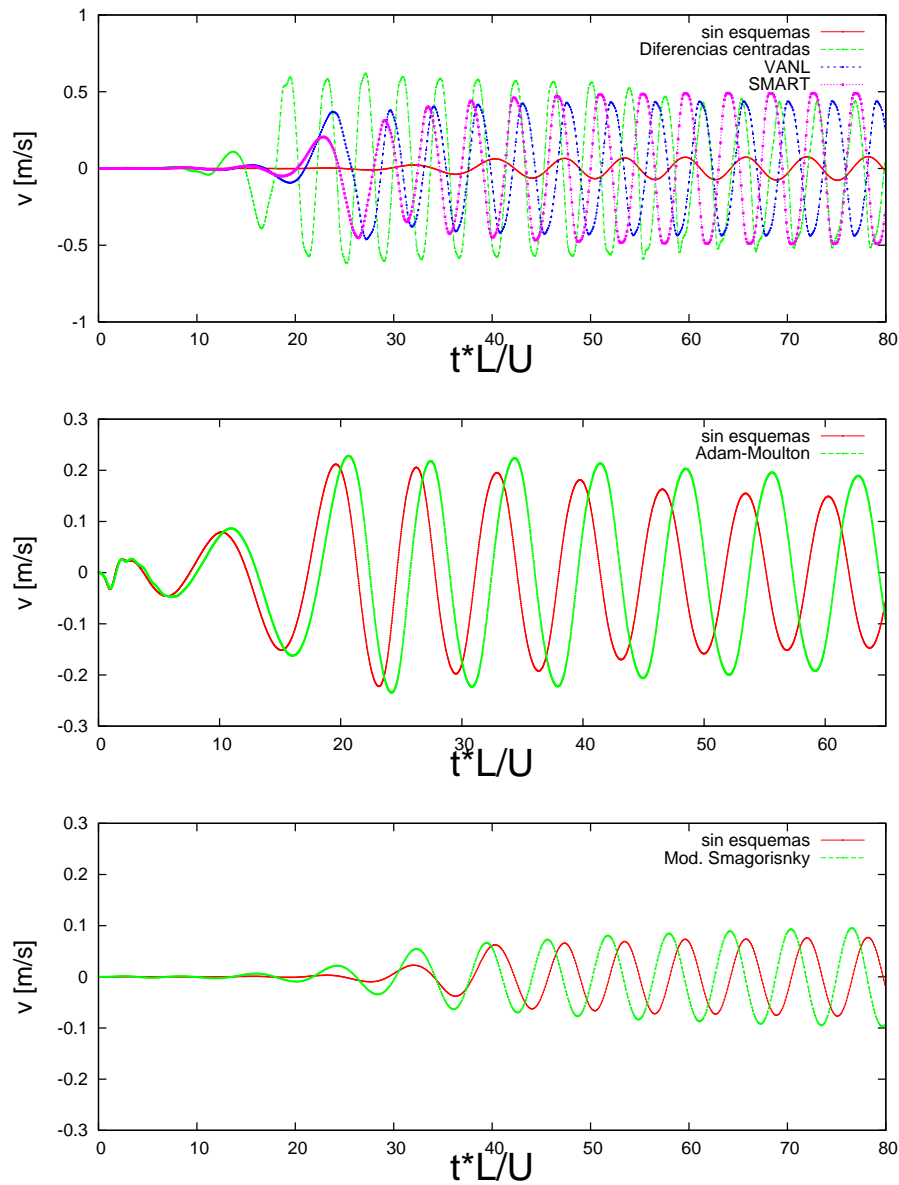 sin esquemas
Diferencias centradas
VANL
SMART
1
0.5
0
-0.5
-1
v [m/s]
0 10 20 30 40 50 60 70 80
t*L/U
sin esquemas
Adam-Moulton
0.3
0.2
0.1
0
-0.1
-0.2
-0.3
v [m/s]
0 10 20 30 40 50 60
t*L/U
sin esquemas
Mod. Smagorisnky
0.3
0.2
0.1
0
-0.1
-0.2
-0.3
v [m/s]
0 10 20 30 40 50 60 70 80
t*L/U